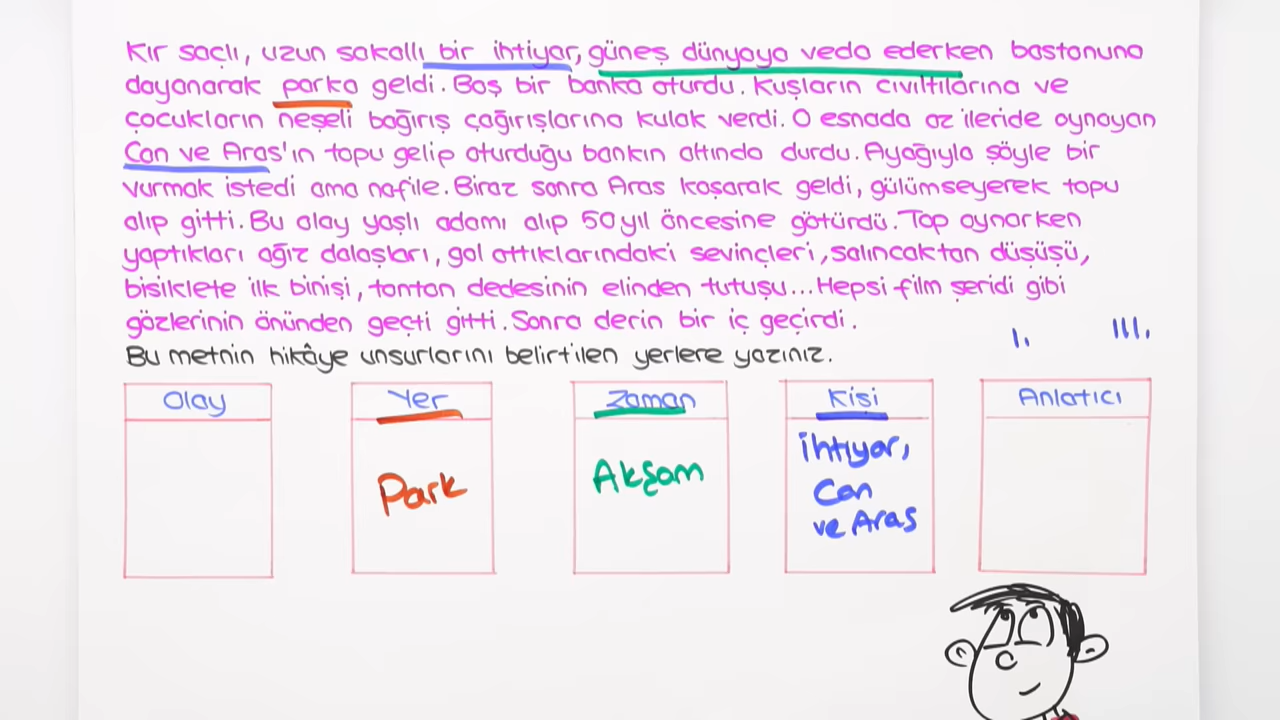 Kır saçlı, uzun sakallı bir ihtiyar, güneş dünyaya veda ederken bastonuna
dayanarak parka geldi. Boş bir banka oturdu. Kuşların cıvıltılarına ve
çocukların neşeli bağırış çağırışlarına kulak verdi. O esnada az ileride oynayan
Can ve Aras'ın topu gelip oturduğu bankın altında durdu. Ayağıyla şöyle bir
vurmak istedi ama nafile. Biraz sonra Aras koşarak geldi, gülümseyerek topu
alıp gitti. Bu olay yaşlı adamı alıp 50 yıl öncesine götürdü. Top oynarken
yaptıkları ağız dalaşları, gol attıklarındaki sevinçleri, salıncaktan düşüşü,
bisiklete ilk binişi, tonton dedesinin elinden tutuşu... Hepsi film şeridi gibi
gözlerinin önünden geçti gitti. Sonra derin bir iç geçirdi.
I. III.
Bu metnin hikâye unsurlarını belirtilen yerlere yazınız.
Olay Yer Zaman Kişi Anlatıcı
Park
Akşam
ihtiyar,
Can
ve Aras